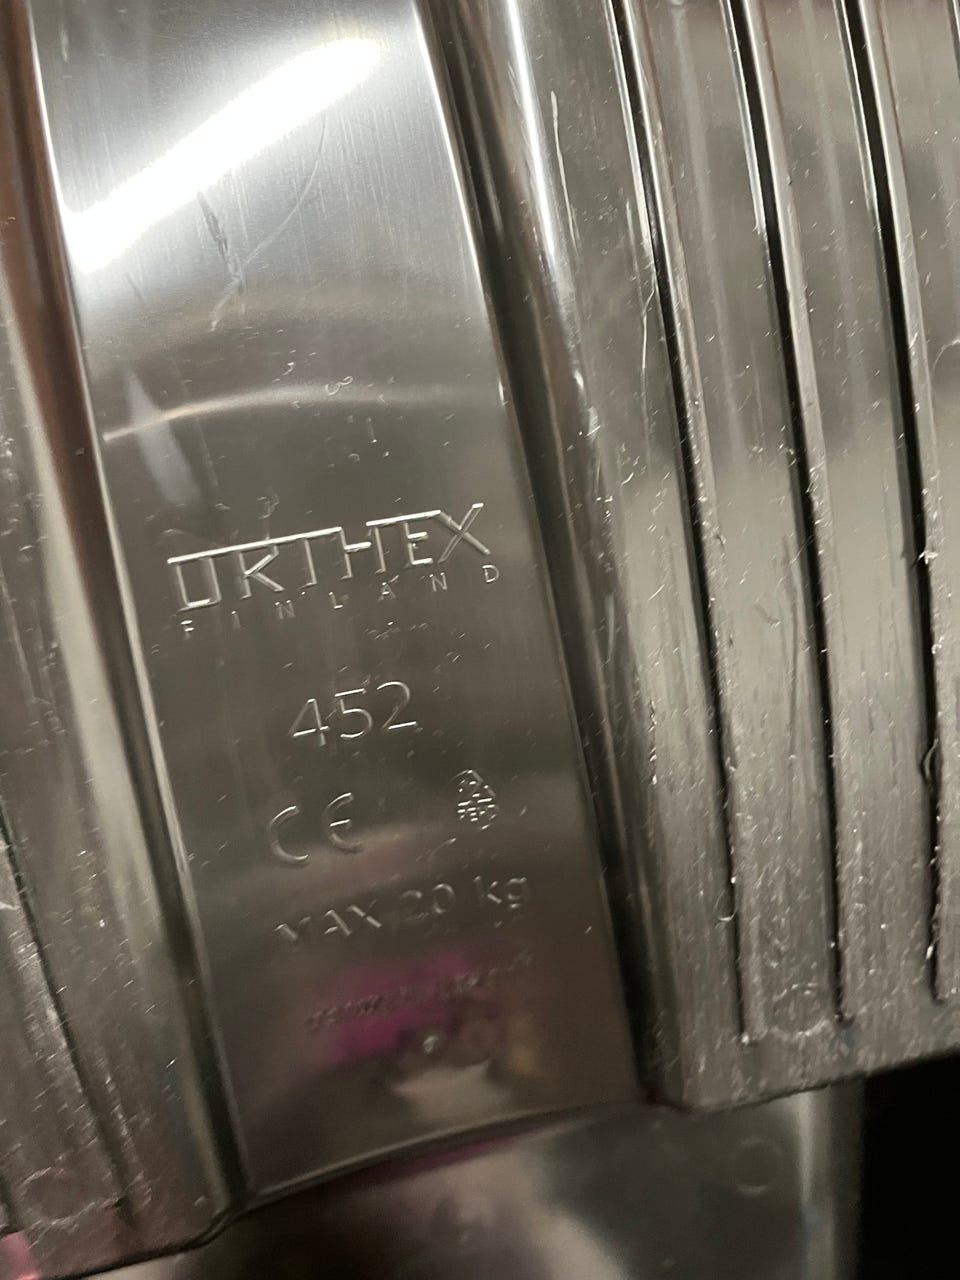 ORTHEX
FINLAND
452
CE
MAX 20 kg